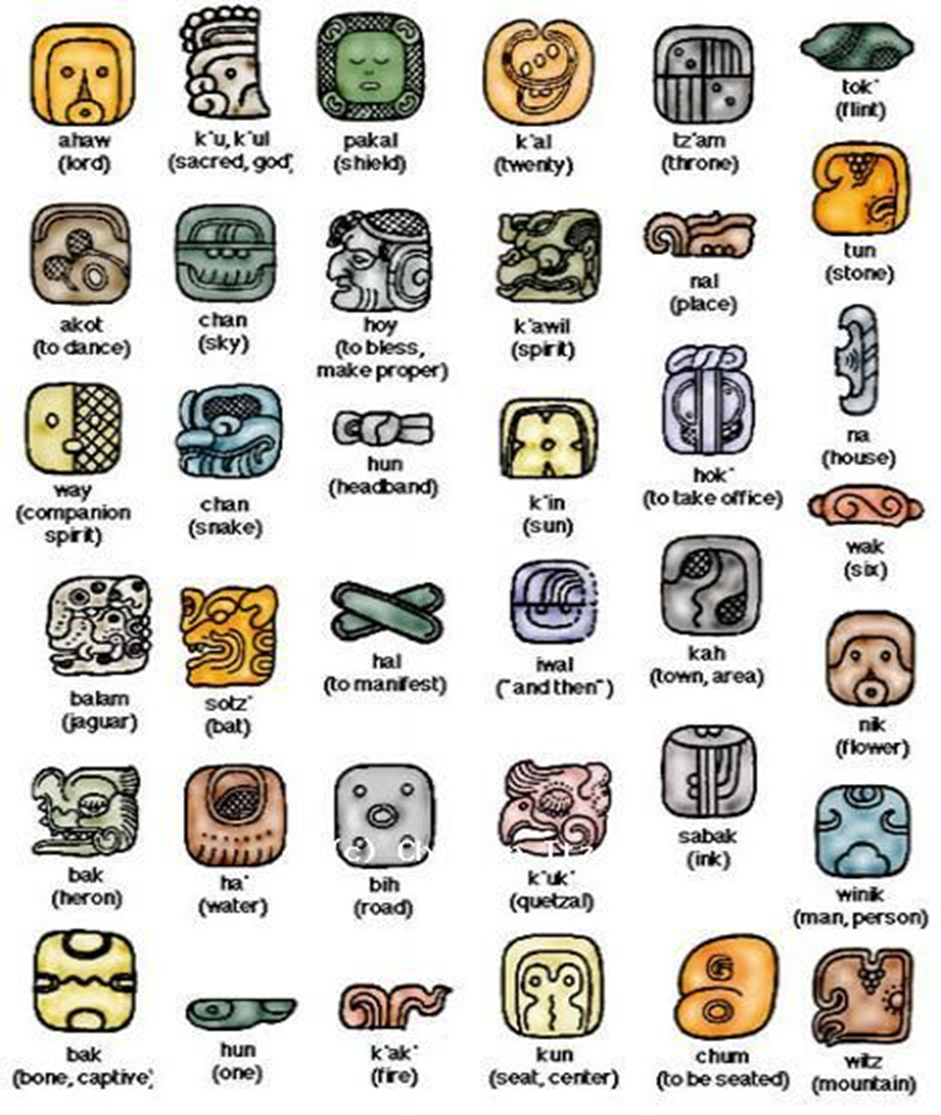 ahaw
(lord)
k'u, k'ul
(sacred, god)
pakal
(shield)
k'al
(twenty)
tz'am
(throne)
tok'
(flint)
akot
(to dance)
chan
(sky)
hoy
(to bless,
make proper)
k'awil
(spirit)
nal
(place)
tun
(stone)
way
(companion
spirit)
chan
(snake)
hun
(headband)
k'in
(sun)
hok'
(to take office)
na
(house)
wak
(six)
balam
(jaguar)
sotz'
(bat)
hal
(to manifest)
iwal
("and then")
kah
(town, area)
nik
(flower)
bak
(heron)
ha'
(water)
bih
(road)
k'uk'
(quetzal)
sabak
(ink)
winik
(man, person)
bak
(bone, captive)
hun
(one)
k'ak'
(fire)
kun
(seat, center)
chum
(to be seated)
witz
(mountain)